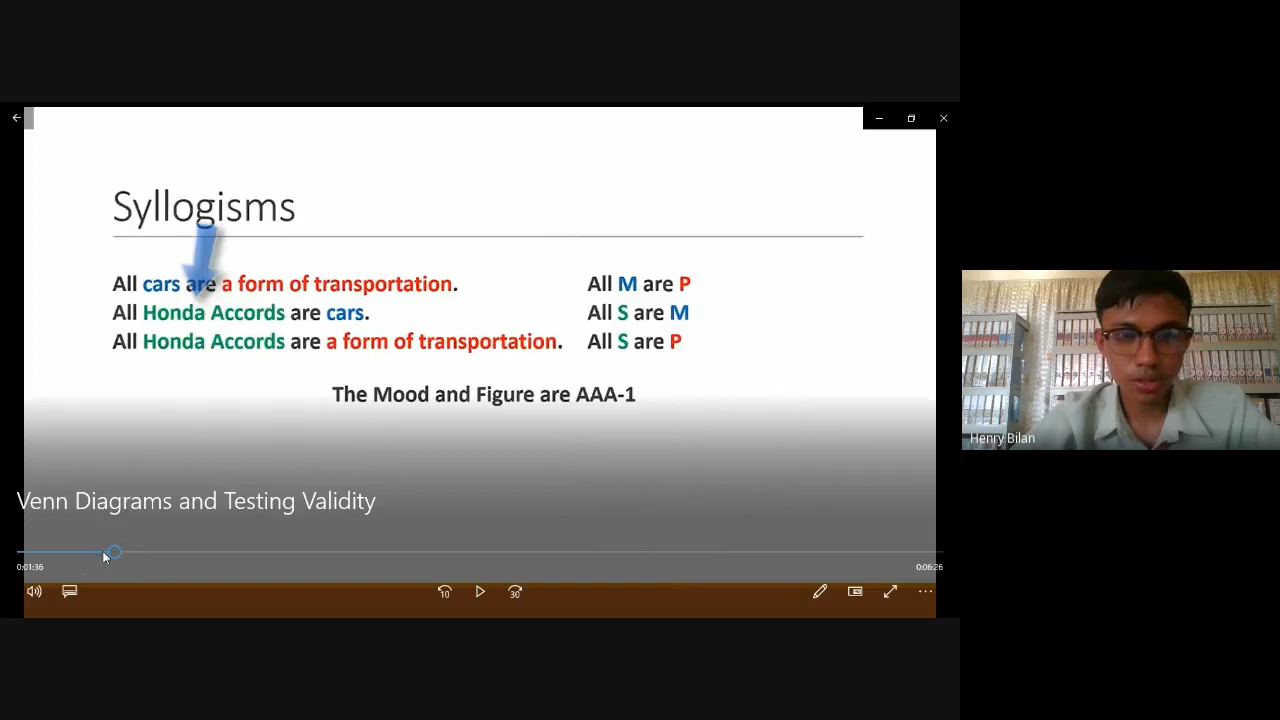 Syllogisms
All cars are a form of transportation. All M are P
All Honda Accords are cars. All S are M
All Honda Accords are a form of transportation. All S are P
The Mood and Figure are AAA-1
Henry Bilan
Venn Diagrams and Testing Validity
0:01:36 0:06:26
10 30